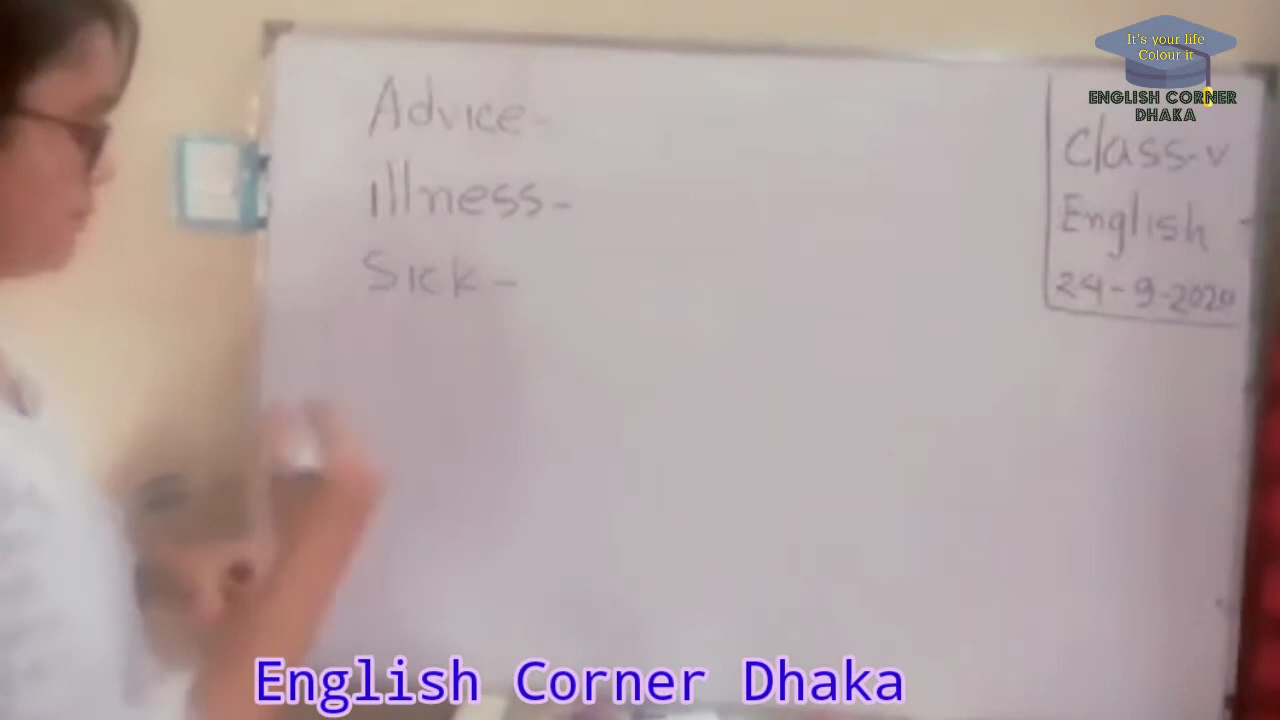 It's your life
Colour it
ENGLISH CORNER
DHAKA
Advice-
Illness-
Sick-
Class-v
English
24-9-2020
English Corner Dhaka